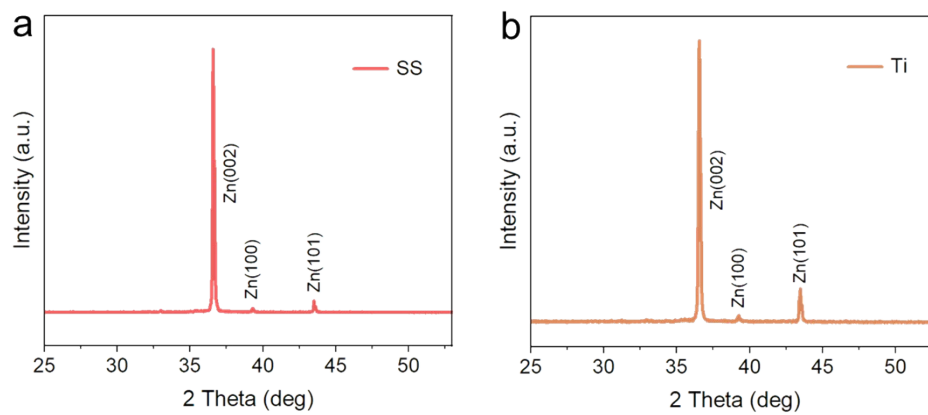 a
Intensity (a.u.)
SS
Zn(002)
Zn(100)
Zn(101)
25 30 35 40 45 50
2 Theta (deg)
b
Intensity (a.u.)
Ti
Zn(002)
Zn(100)
Zn(101)
25 30 35 40 45 50
2 Theta (deg)